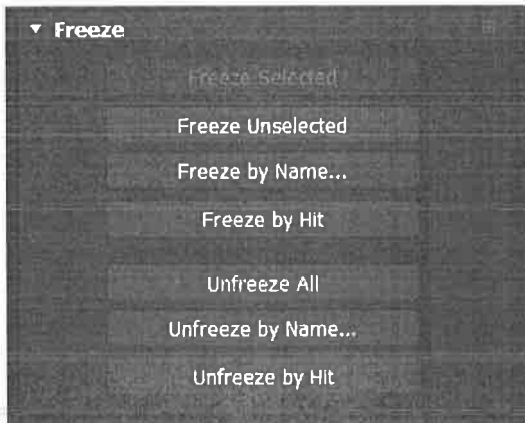 Freeze
Freeze Selected
Freeze Unselected
Freeze by Name...
Freeze by Hit
Unfreeze All
Unfreeze by Name...
Unfreeze by Hit